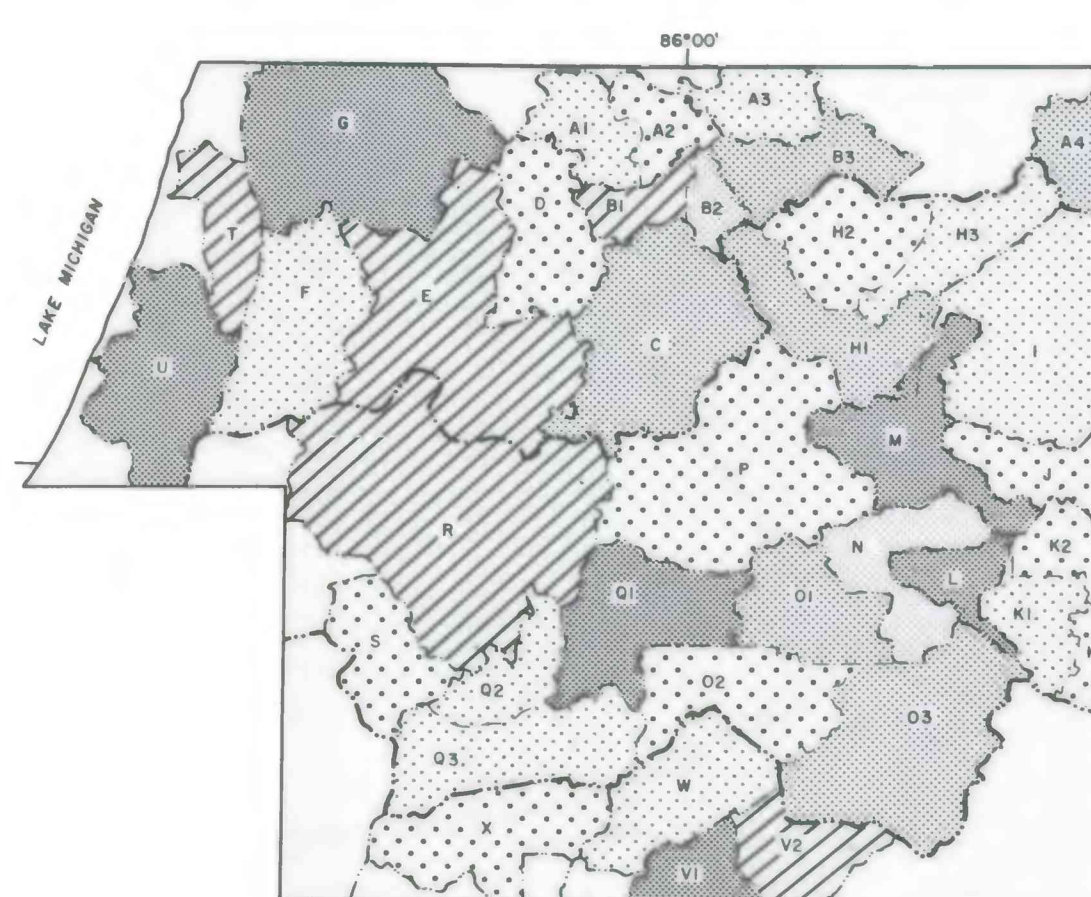 86°00'
LAKE MICHIGAN
G
A1
A2
A3
A4
B3
T
D
B1
B2
H2
H3
F
E
C
H1
I
U
M
P
J
R
N
K2
Q1
L
O1
K1
S
Q2
O2
O3
Q3
W
X
V2
V1